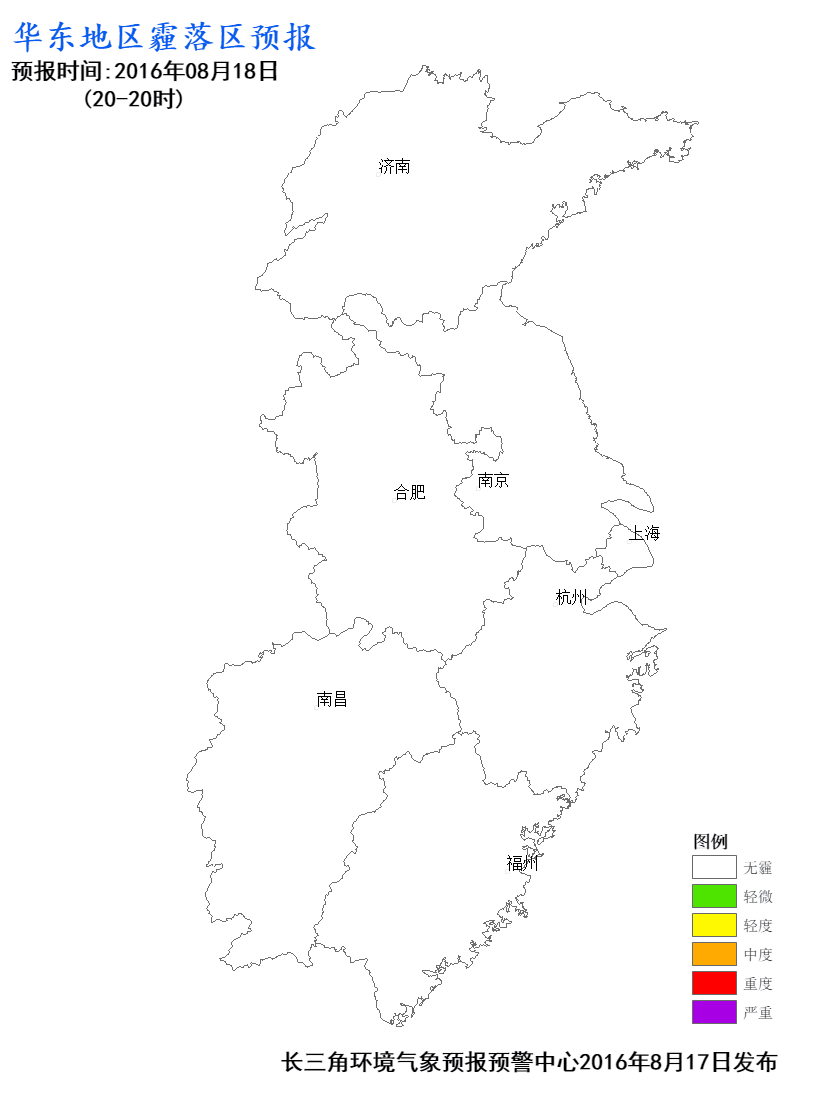 华东地区霾落区预报
预报时间:2016年08月18日
(20-20时)
济南
南京
合肥
上海
杭州
南昌
福州
图例
无霾
轻微
轻度
中度
重度
严重
长三角环境气象预报预警中心2016年8月17日发布